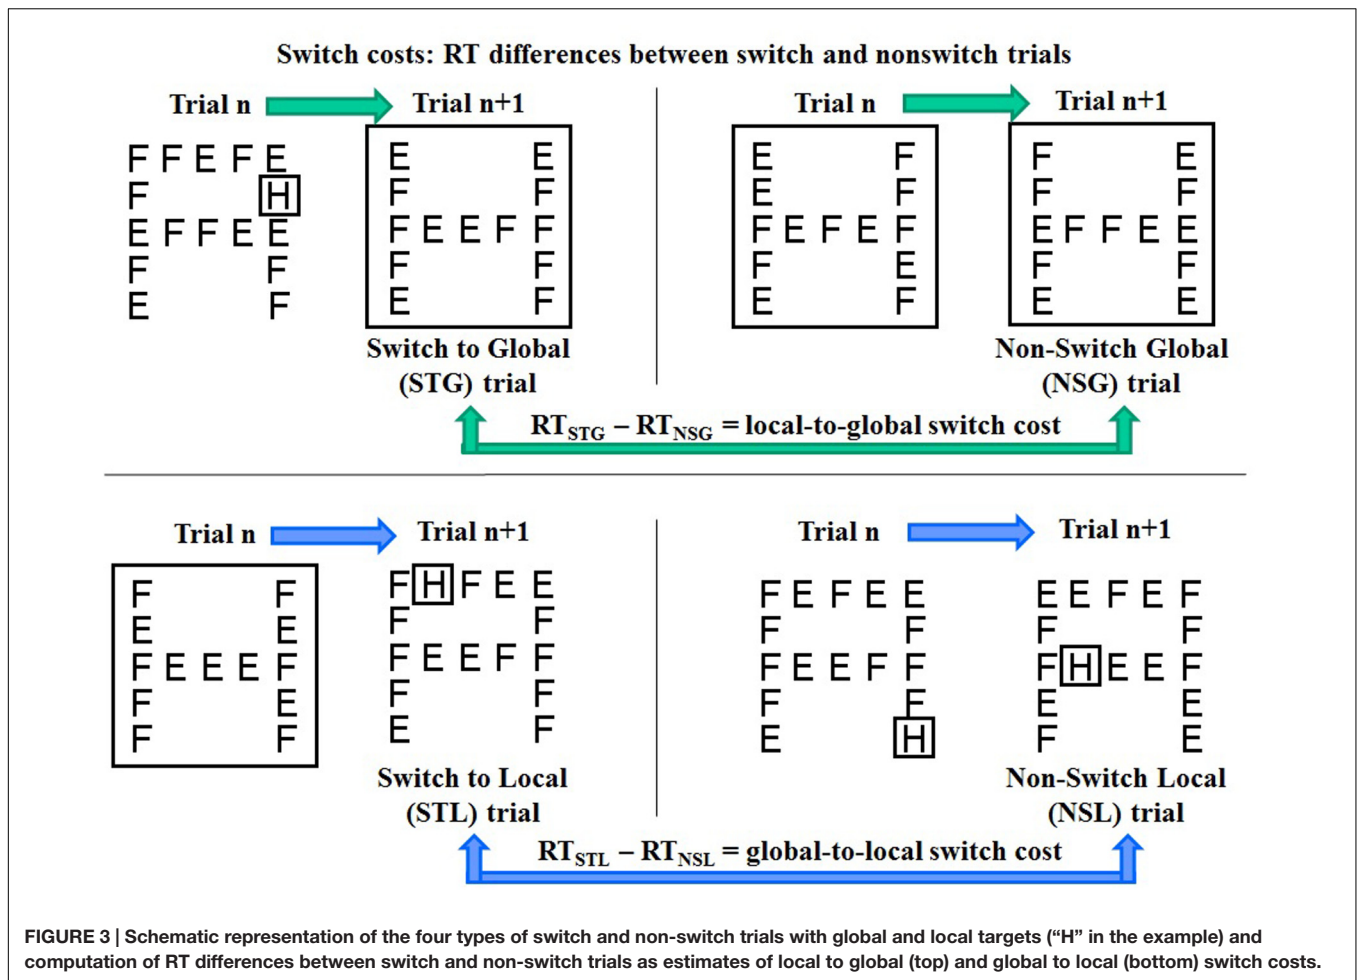 Switch costs: RT differences between switch and nonswitch trials
Trial n
Trial n+1
F F E F E
F H
E F F E E
F F
E F
E E
F F
F E E F F
F F
E F
Switch to Global
(STG) trial
Trial n
Trial n+1
E F
E F
F E F E F
F E
E F
F E
F F
E F F E E
F F
E E
Non-Switch Global
(NSG) trial
RTSTG – RTNSG = local-to-global switch cost
Trial n
Trial n+1
F F
E E
F E E E F
F E
F F
F H F E E
F F
F E E F F
F F
E F
Switch to Local
(STL) trial
Trial n
Trial n+1
F E F E E
F F
F E E F F
F F
E H
E E F E F
F F
F H E E F
E E
F E
Non-Switch Local
(NSL) trial
RTSTL – RTNSL = global-to-local switch cost
FIGURE 3 | Schematic representation of the four types of switch and non-switch trials with global and local targets (“H” in the example) and
computation of RT differences between switch and non-switch trials as estimates of local to global (top) and global to local (bottom) switch costs.